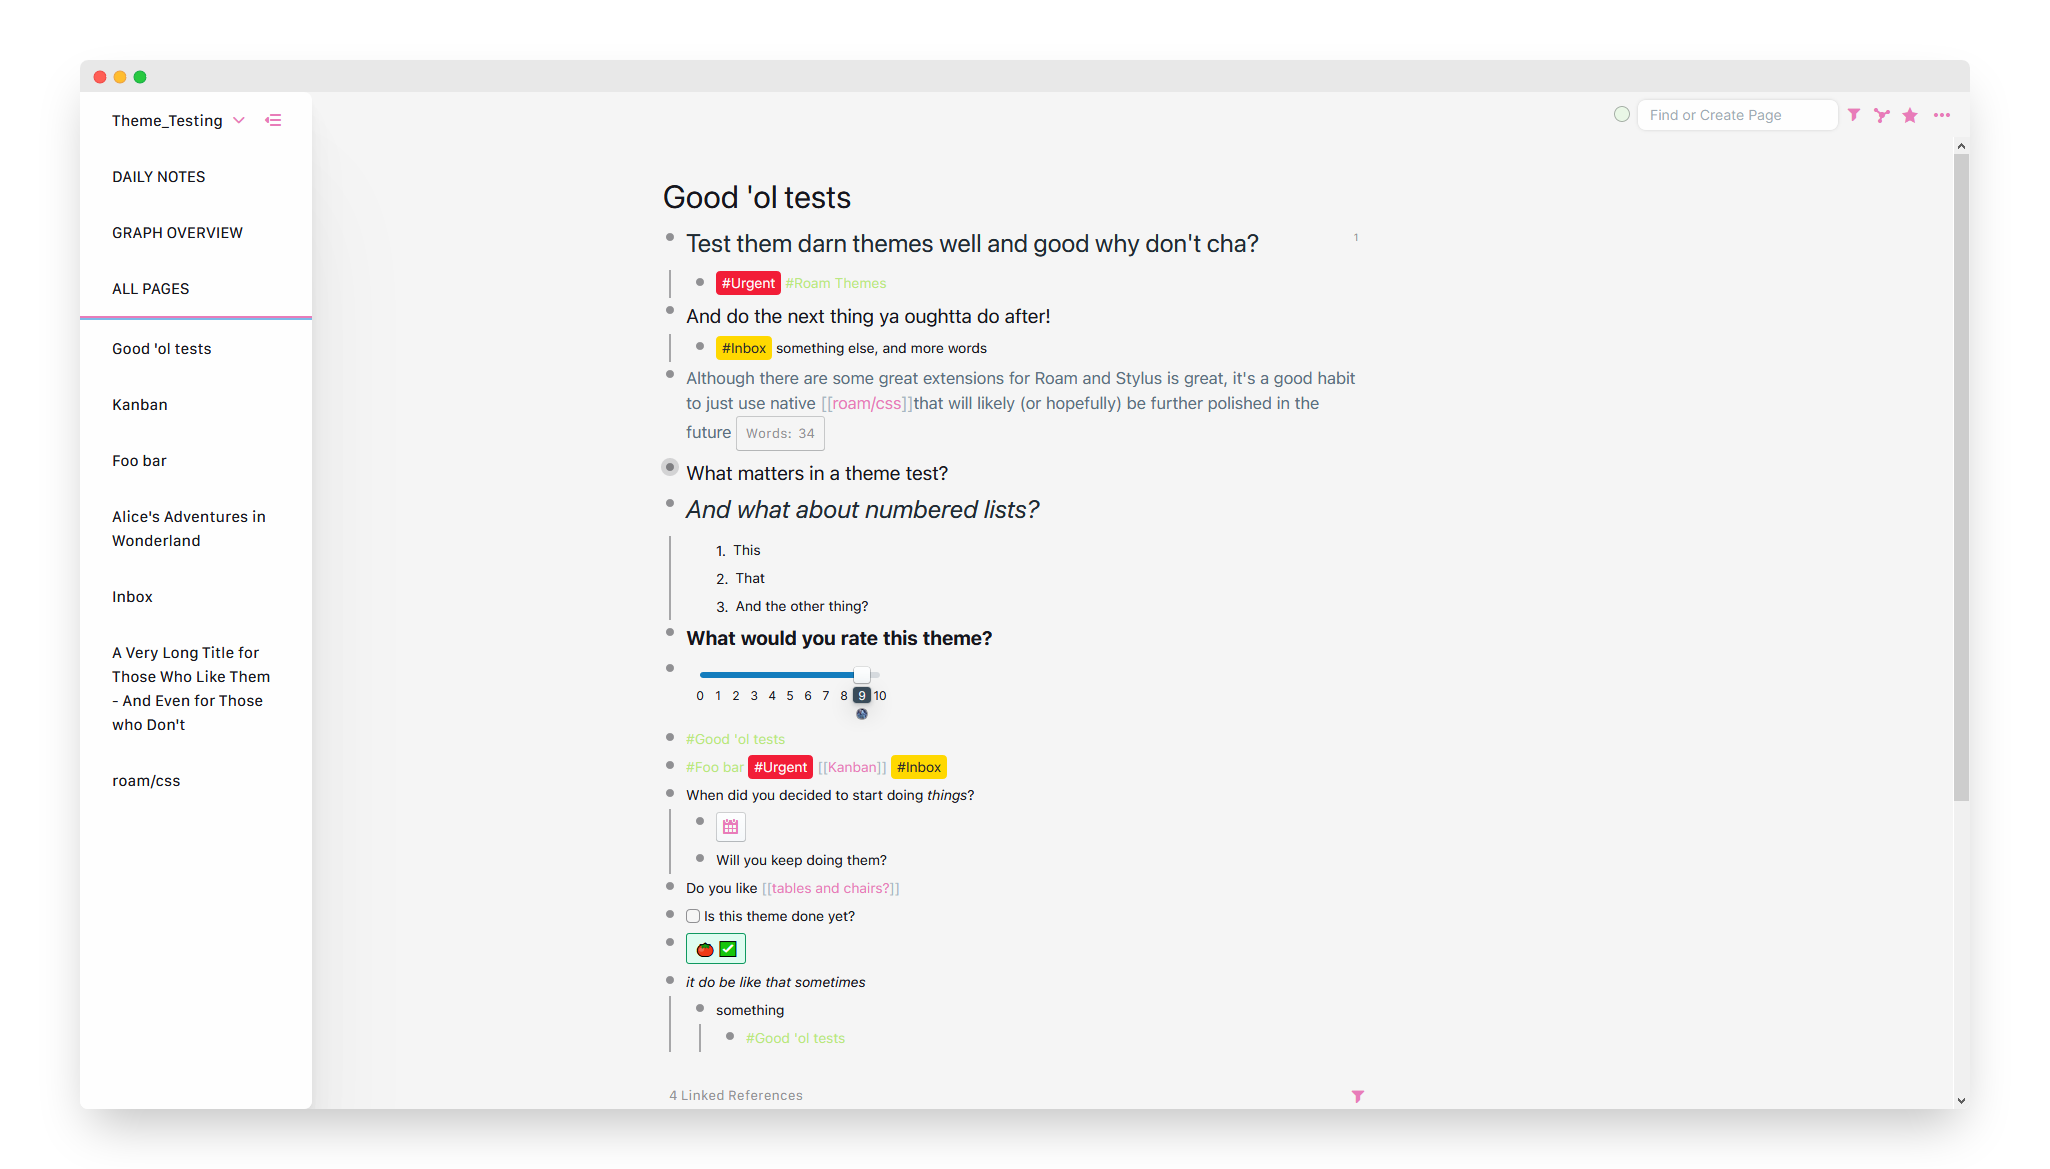 Theme_Testing
Find or Create Page
DAILY NOTES
GRAPH OVERVIEW
ALL PAGES
Good 'ol tests
Kanban
Foo bar
Alice's Adventures in
Wonderland
Inbox
A Very Long Title for
Those Who Like Them
- And Even for Those
who Don't
roam/css
Good 'ol tests
Test them darn themes well and good why don't cha?
1
#Urgent #Roam Themes
And do the next thing ya oughtta do after!
#Inbox something else, and more words
Although there are some great extensions for Roam and Stylus is great, it's a good habit
to just use native [[roam/css]]that will likely (or hopefully) be further polished in the
future Words: 34
What matters in a theme test?
And what about numbered lists?
1. This
2. That
3. And the other thing?
What would you rate this theme?
0 1 2 3 4 5 6 7 8 9 10
#Good 'ol tests
#Foo bar #Urgent [[Kanban]] #Inbox
When did you decided to start doing things?
Will you keep doing them?
Do you like [[tables and chairs?]]
Is this theme done yet?
it do be like that sometimes
something
#Good 'ol tests
4 Linked References